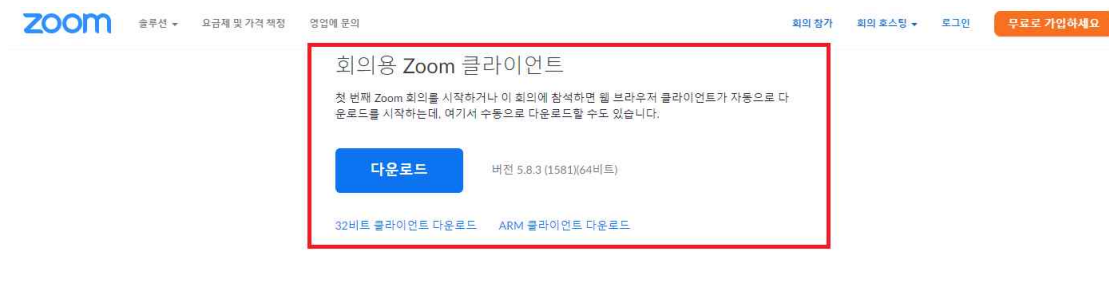 zoom 솔루션 요금제 및 가격 책정 영업에 문의 회의 참가 회의 호스팅 로그인 무료로 가입하세요
회의용 Zoom 클라이언트
첫 번째 Zoom 회의를 시작하거나 이 회의에 참석하면 웹 브라우저 클라이언트가 자동으로 다
운로드를 시작하는데, 여기서 수동으로 다운로드할 수도 있습니다.
다운로드 버전 5.8.3 (1581)(64비트)
32비트 클라이언트 다운로드 ARM 클라이언트 다운로드